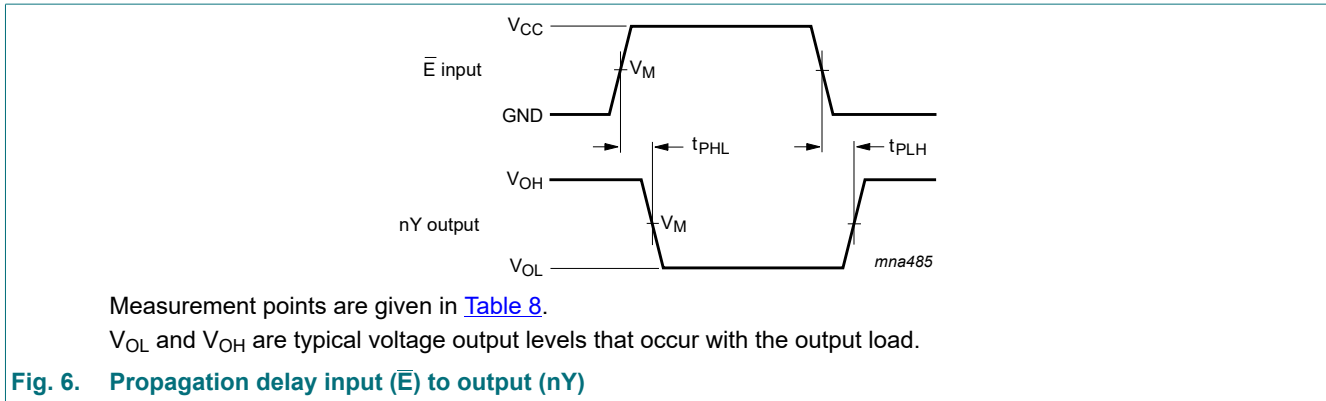 V_CC
E̅ input
V_M
GND
t_PHL
t_PLH
V_OH
nY output
V_M
V_OL
mna485
Measurement points are given in Table 8.
V_OL and V_OH are typical voltage output levels that occur with the output load.
Fig. 6. Propagation delay input (E̅) to output (nY)